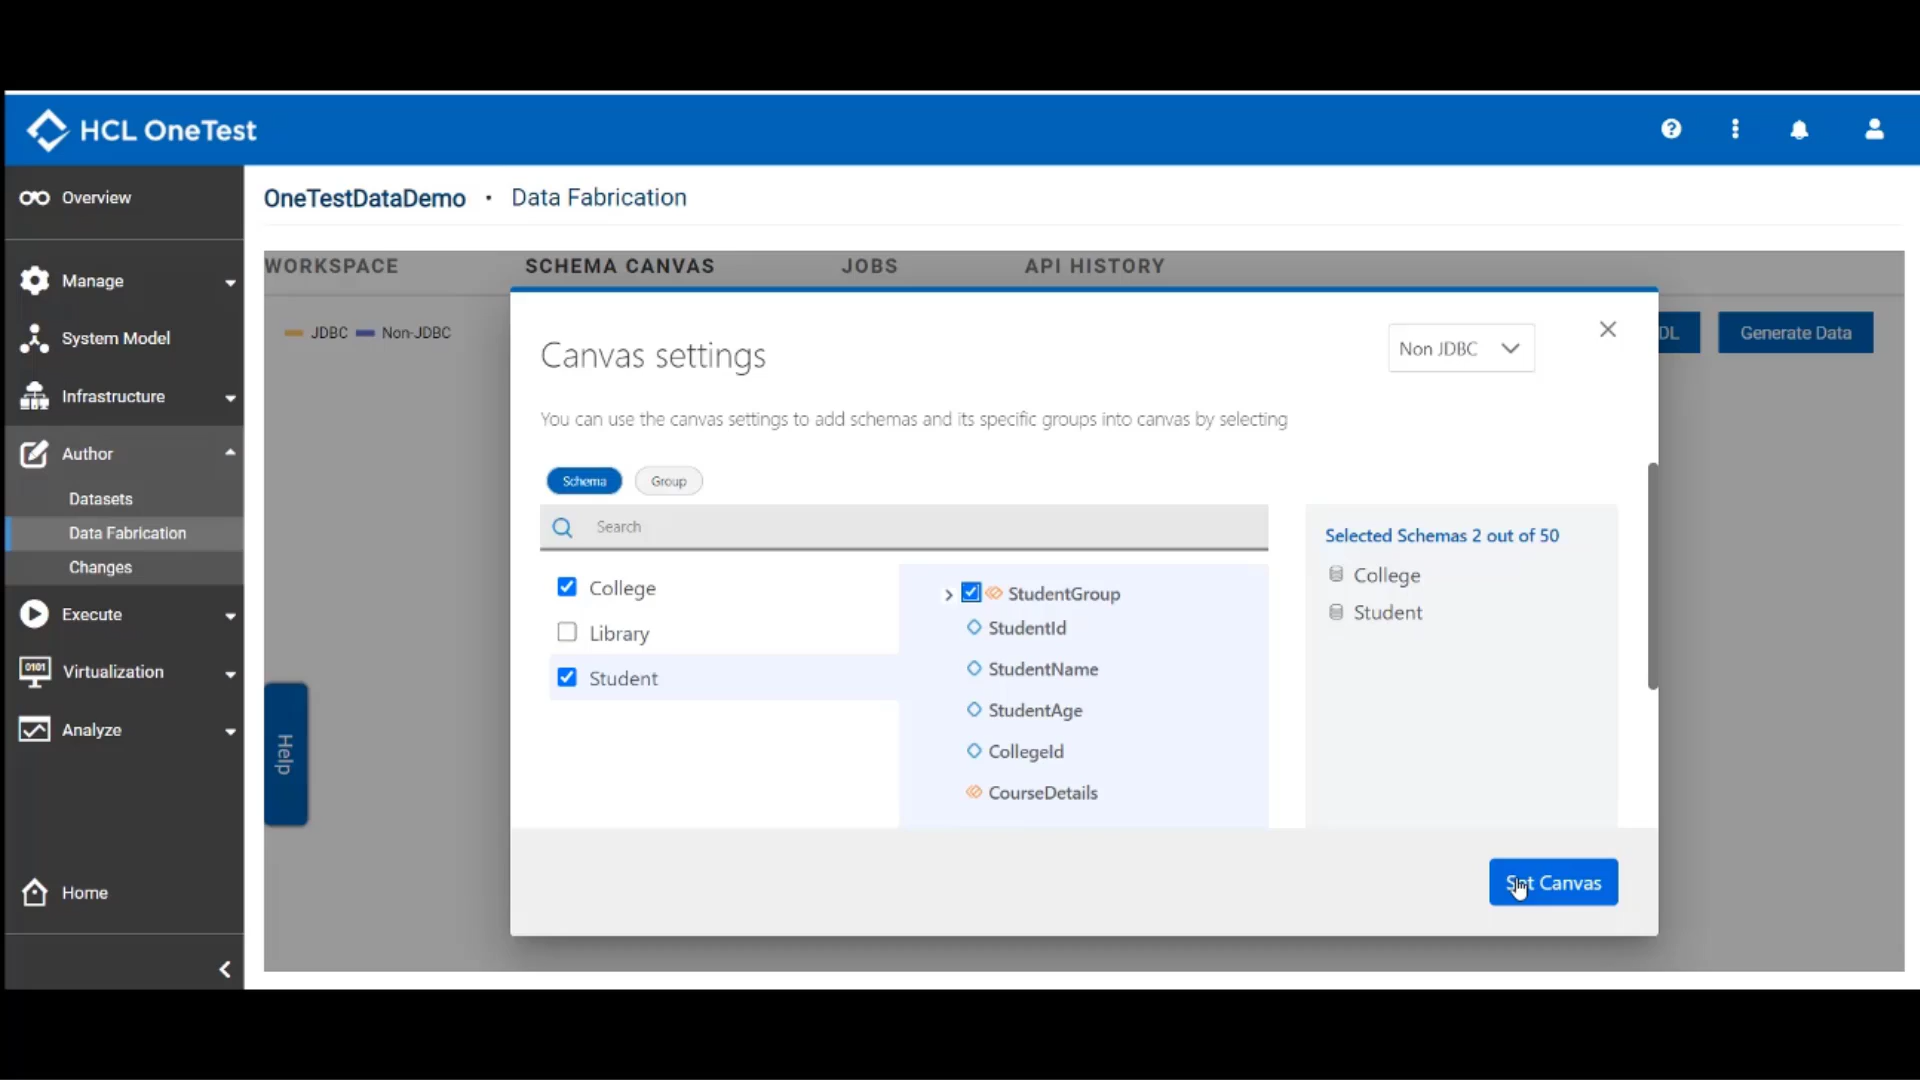 HCL OneTest
Overview
Manage
System Model
Infrastructure
Author
Datasets
Data Fabrication
Changes
Execute
Virtualization
Analyze
Home
OneTestDataDemo · Data Fabrication
WORKSPACE SCHEMA CANVAS JOBS API HISTORY
JDBC Non-JDBC
DL Generate Data
Help
Canvas settings
Non JDBC
You can use the canvas settings to add schemas and its specific groups into canvas by selecting
Schema Group
Search
College
Library
Student
StudentGroup
StudentId
StudentName
StudentAge
CollegeId
CourseDetails
Selected Schemas 2 out of 50
College
Student
Set Canvas